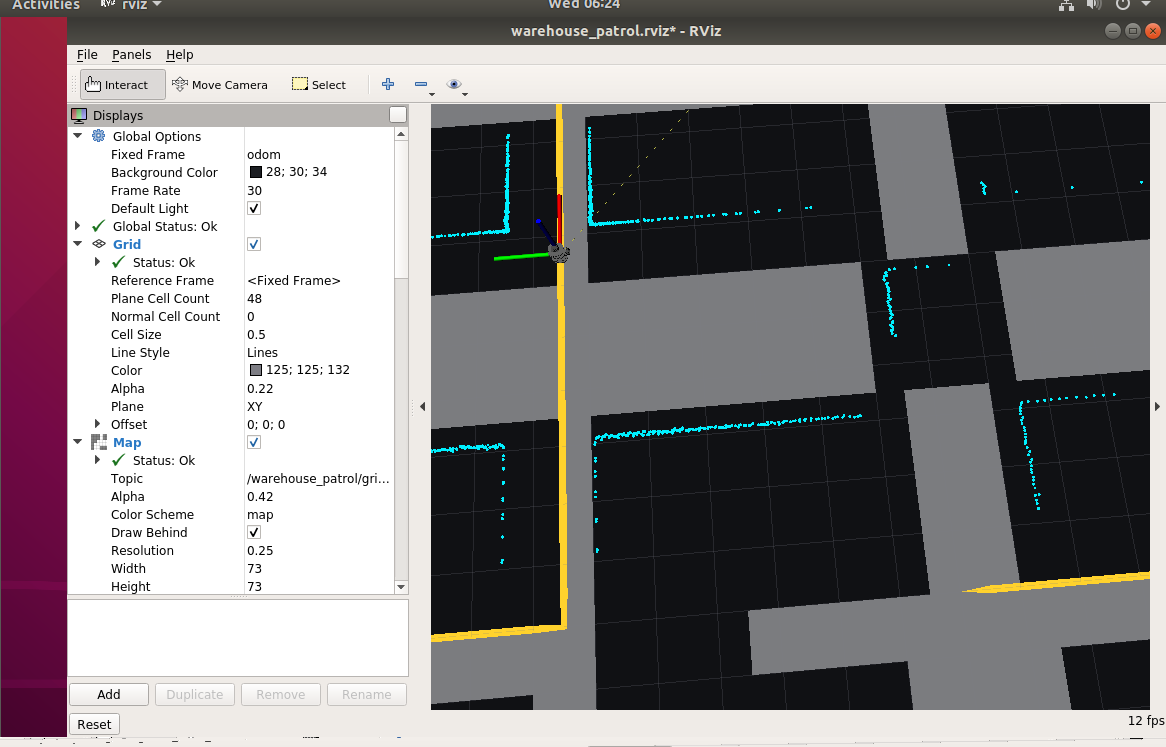 Activities rviz Wed 06:24
warehouse_patrol.rviz* - RViz
File Panels Help
Interact Move Camera Select
Displays
Global Options
Fixed Frame odom
Background Color 28; 30; 34
Frame Rate 30
Default Light
Global Status: Ok
Grid
Status: Ok
Reference Frame <Fixed Frame>
Plane Cell Count 48
Normal Cell Count 0
Cell Size 0.5
Line Style Lines
Color 125; 125; 132
Alpha 0.22
Plane XY
Offset 0; 0; 0
Map
Status: Ok
Topic /warehouse_patrol/gri...
Alpha 0.42
Color Scheme map
Draw Behind
Resolution 0.25
Width 73
Height 73
Add Duplicate Remove Rename
Reset
12 fps